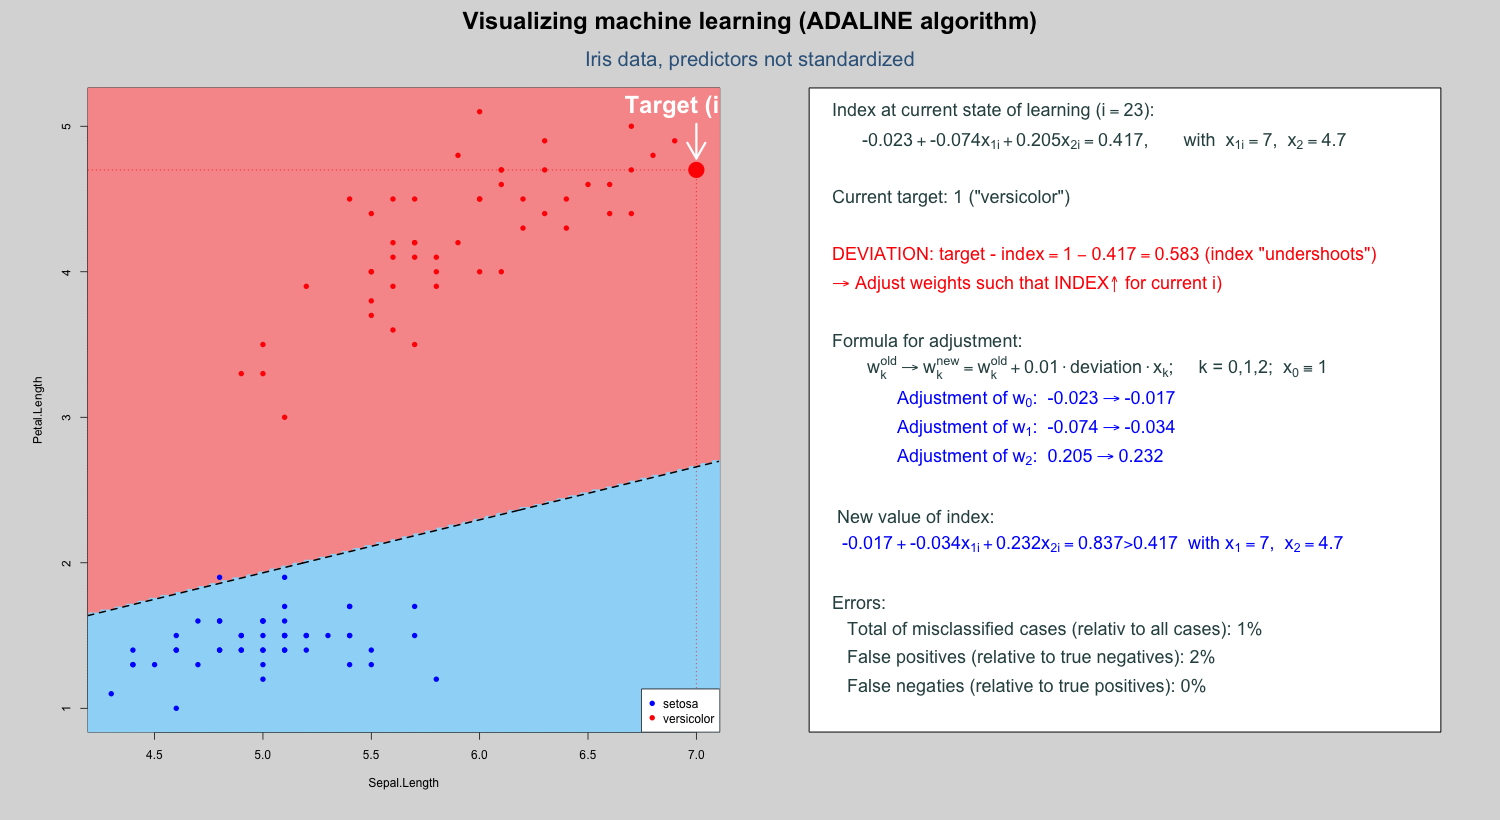 Visualizing machine learning (ADALINE algorithm)
Iris data, predictors not standardized
Target (i
5
4
3
2
1
Petal.Length
4.5 5.0 5.5 6.0 6.5 7.0
Sepal.Length
setosa
versicolor
Index at current state of learning (i = 23):
-0.023 + -0.074x1i + 0.205x2i = 0.417, with x1i = 7, x2 = 4.7
Current target: 1 ("versicolor")
DEVIATION: target - index = 1 − 0.417 = 0.583 (index "undershoots")
→ Adjust weights such that INDEX↑ for current i)
Formula for adjustment:
w_k^old → w_k^new = w_k^old + 0.01 · deviation · x_k; k = 0,1,2; x0 ≡ 1
Adjustment of w0: -0.023 → -0.017
Adjustment of w1: -0.074 → -0.034
Adjustment of w2: 0.205 → 0.232
New value of index:
-0.017 + -0.034x1i + 0.232x2i = 0.837>0.417 with x1 = 7, x2 = 4.7
Errors:
Total of misclassified cases (relativ to all cases): 1%
False positives (relative to true negatives): 2%
False negaties (relative to true positives): 0%